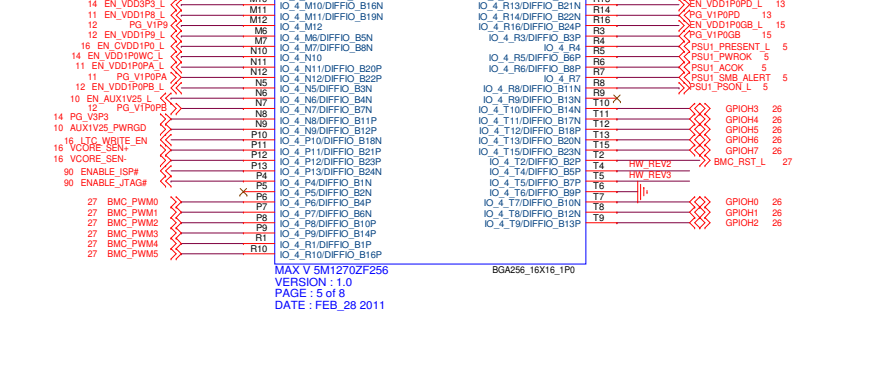 14 EN_VDD3P3_L IO_4_M10/DIFFIO_B16N IO_4_R13/DIFFIO_B21N EN_VDD1P0PD_L 13
11 EN_VDD1P8_L M11 IO_4_M11/DIFFIO_B19N IO_4_R14/DIFFIO_B22N R14 PG_V1P0PD 13
12 PG_V1P9 M12 IO_4_M12 IO_4_R16/DIFFIO_B24P R16 EN_VDD1P0GB_L 15
12 EN_VDD1P9_L M6 IO_4_M6/DIFFIO_B5N IO_4_R3/DIFFIO_B3P R3 PG_V1P0GB 15
16 EN_CVDD1P0_L M7 IO_4_M7/DIFFIO_B8N IO_4_R4 R4 PSU1_PRESENT_L 5
14 EN_VDD1P0WC_L N10 IO_4_N10 IO_4_R5/DIFFIO_B6P R5 PSU1_PWROK 5
11 EN_VDD1P0PA_L N11 IO_4_N11/DIFFIO_B20P IO_4_R6/DIFFIO_B8P R6 PSU1_ACOK 5
11 PG_V1P0PA N12 IO_4_N12/DIFFIO_B22P IO_4_R7 R7 PSU1_SMB_ALERT 5
12 EN_VDD1P0PB_L N5 IO_4_N5/DIFFIO_B3N IO_4_R8/DIFFIO_B11N R8 PSU1_PSON_L 5
10 EN_AUX1V25_L N6 IO_4_N6/DIFFIO_B4N IO_4_R9/DIFFIO_B13N R9
12 PG_V1P0PB N7 IO_4_N7/DIFFIO_B7N IO_4_T10/DIFFIO_B14N T10 GPIOH3 26
14 PG_V3P3 N8 IO_4_N8/DIFFIO_B11P IO_4_T11/DIFFIO_B17N T11 GPIOH4 26
10 AUX1V25_PWRGD N9 IO_4_N9/DIFFIO_B12P IO_4_T12/DIFFIO_B18P T12 GPIOH5 26
16 LTC_WRITE_EN P10 IO_4_P10/DIFFIO_B18N IO_4_T13/DIFFIO_B20N T13 GPIOH6 26
16 VCORE_SEN+ P11 IO_4_P11/DIFFIO_B21P IO_4_T15/DIFFIO_B23N T15 GPIOH7 26
16 VCORE_SEN- P12 IO_4_P12/DIFFIO_B23P IO_4_T2/DIFFIO_B2P T2 BMC_RST_L 27
90 ENABLE_ISP# P13 IO_4_P13/DIFFIO_B24N IO_4_T4/DIFFIO_B5P T4 HW_REV2
90 ENABLE_JTAG# P4 IO_4_P4/DIFFIO_B1N IO_4_T5/DIFFIO_B7P T5 HW_REV3
P5 IO_4_P5/DIFFIO_B2N IO_4_T6/DIFFIO_B9P T6
27 BMC_PWM0 P6 IO_4_P6/DIFFIO_B4P IO_4_T7/DIFFIO_B10N T7 GPIOH0 26
27 BMC_PWM1 P7 IO_4_P7/DIFFIO_B6N IO_4_T8/DIFFIO_B12N T8 GPIOH1 26
27 BMC_PWM2 P8 IO_4_P8/DIFFIO_B10P IO_4_T9/DIFFIO_B13P T9 GPIOH2 26
27 BMC_PWM3 P9 IO_4_P9/DIFFIO_B14P
27 BMC_PWM4 R1 IO_4_R1/DIFFIO_B1P
27 BMC_PWM5 R10 IO_4_R10/DIFFIO_B16P
MAX V 5M1270ZF256 BGA256_16X16_1P0
VERSION : 1.0
PAGE : 5 of 8
DATE : FEB_28 2011